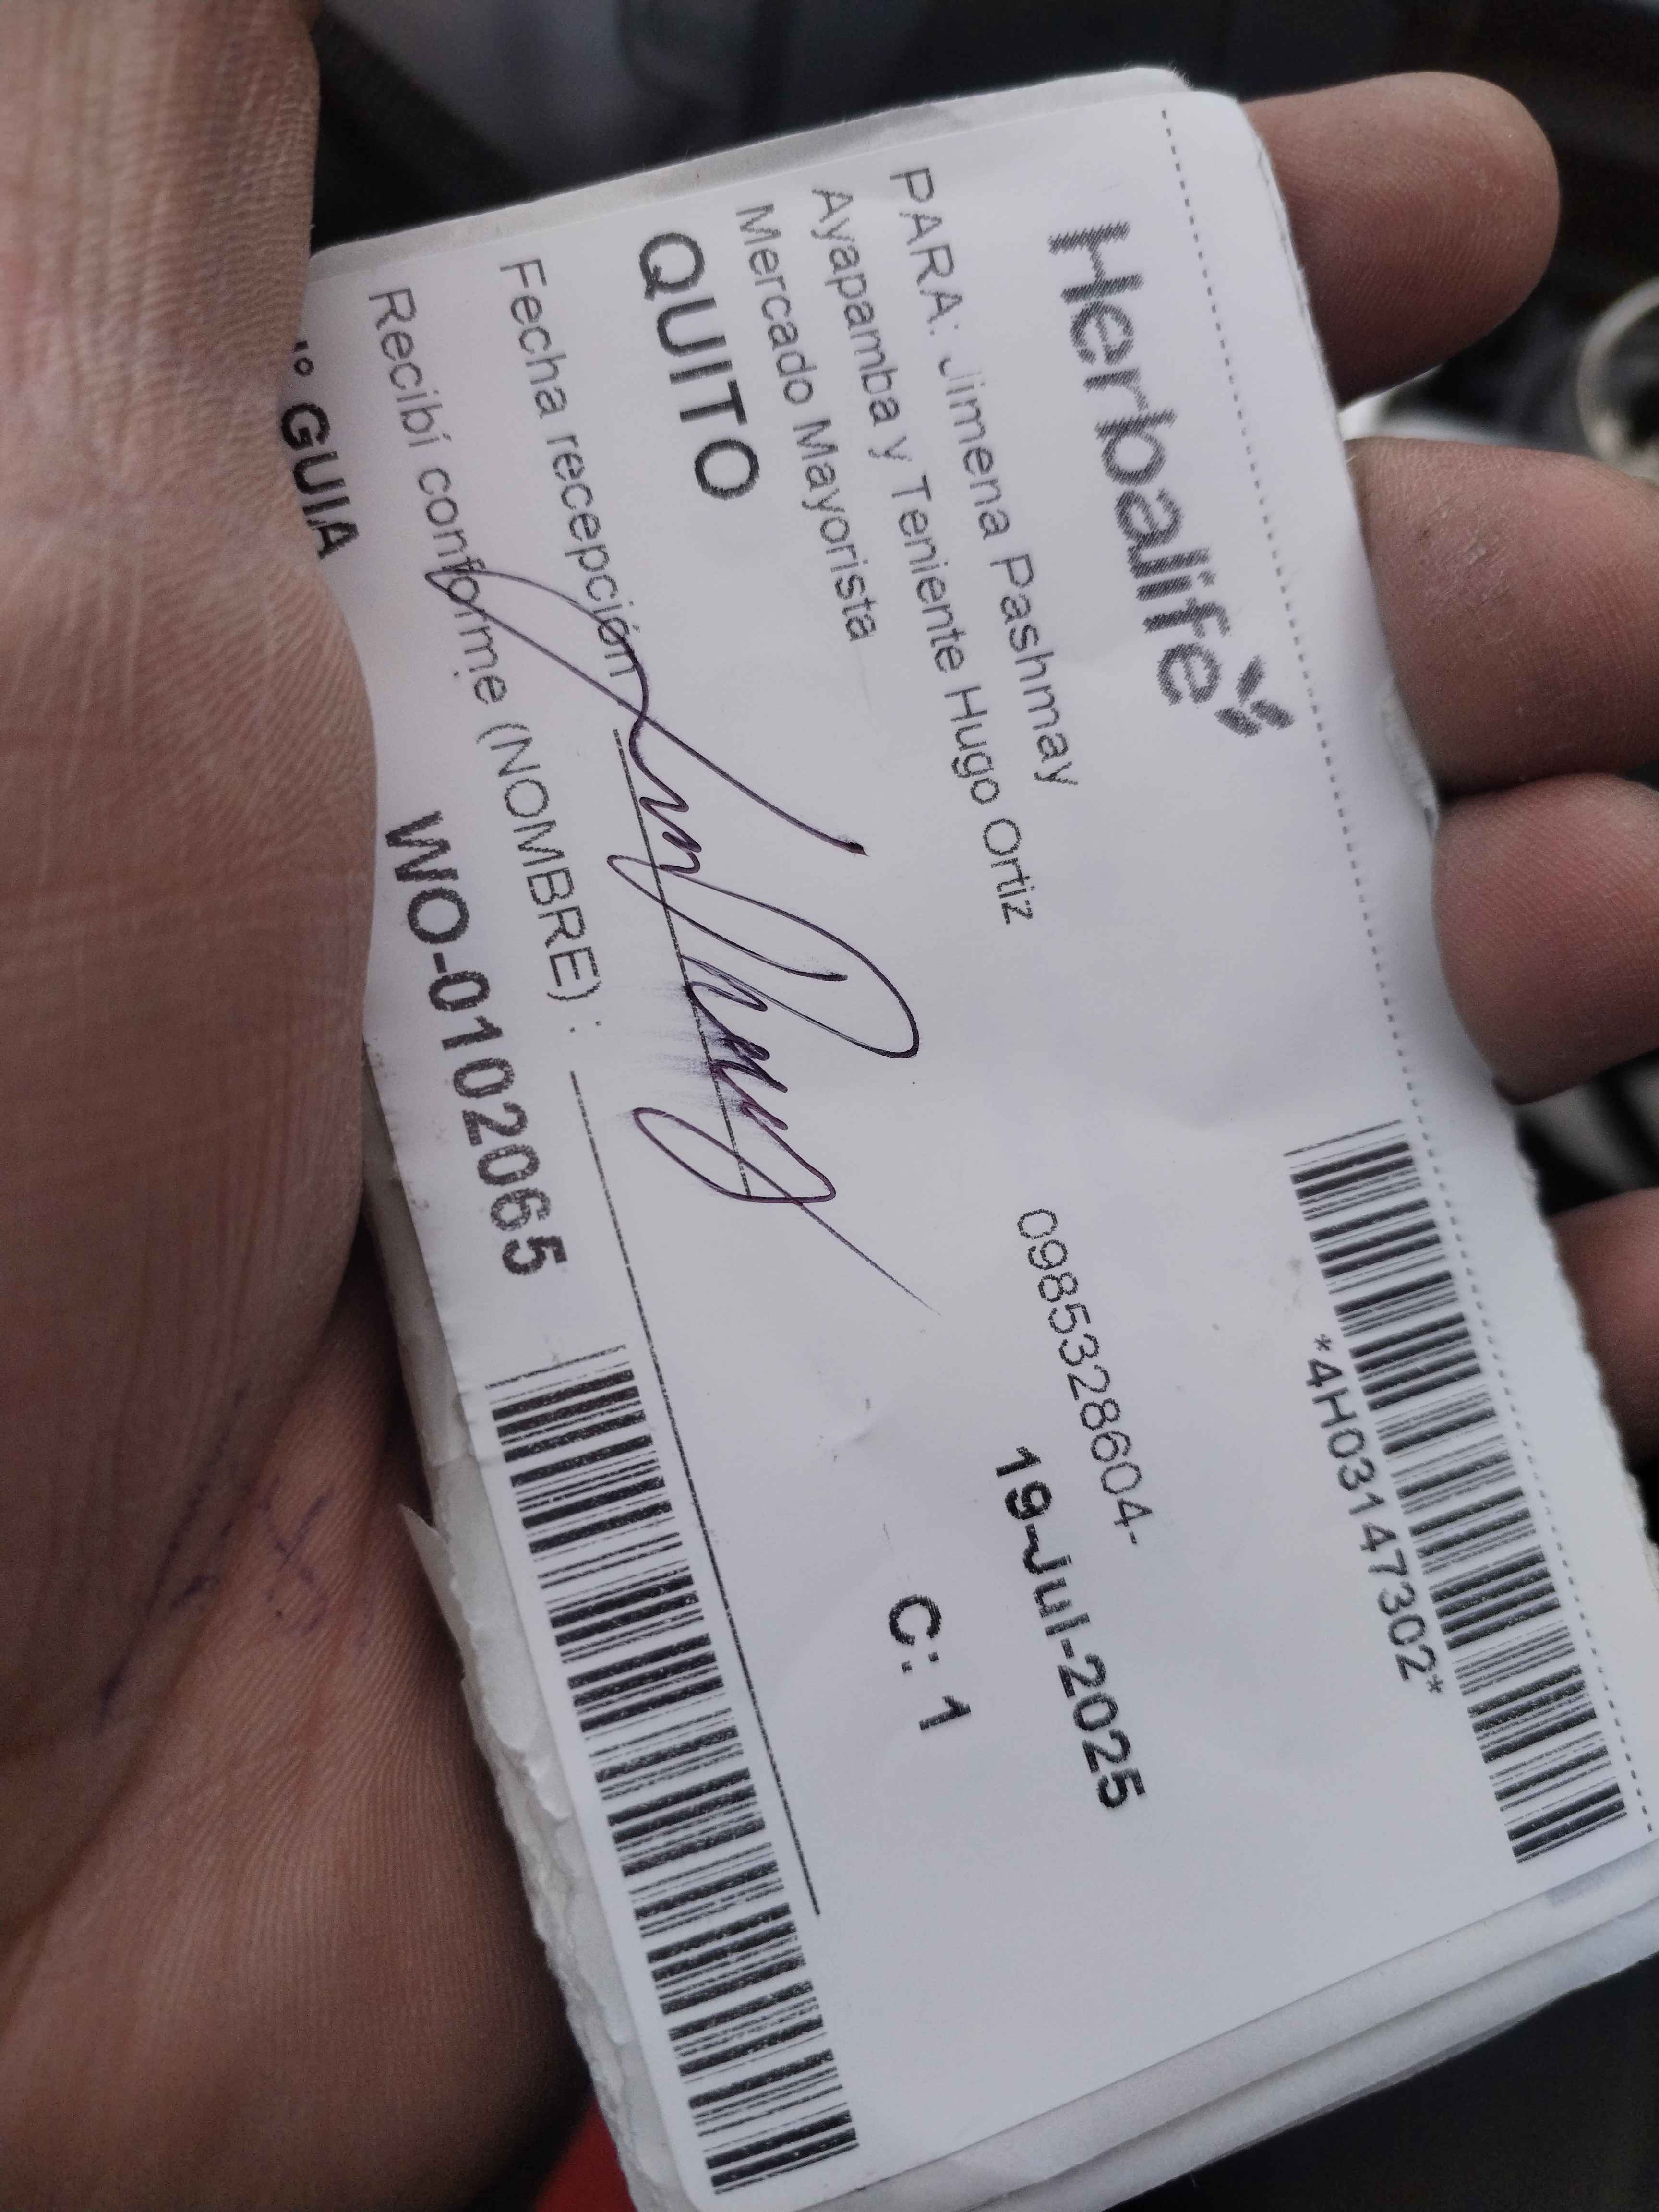 Herbalife
*4H03147302*
PARA: Jimena Pashmay
0985328604-
Ayapamba y Teniente Hugo Ortiz
19-Jul-2025
Mercado Mayorista
QUITO
C: 1
Fecha recepción
Recibí conforme (NOMBRE) :
° GUIA WO-0102065